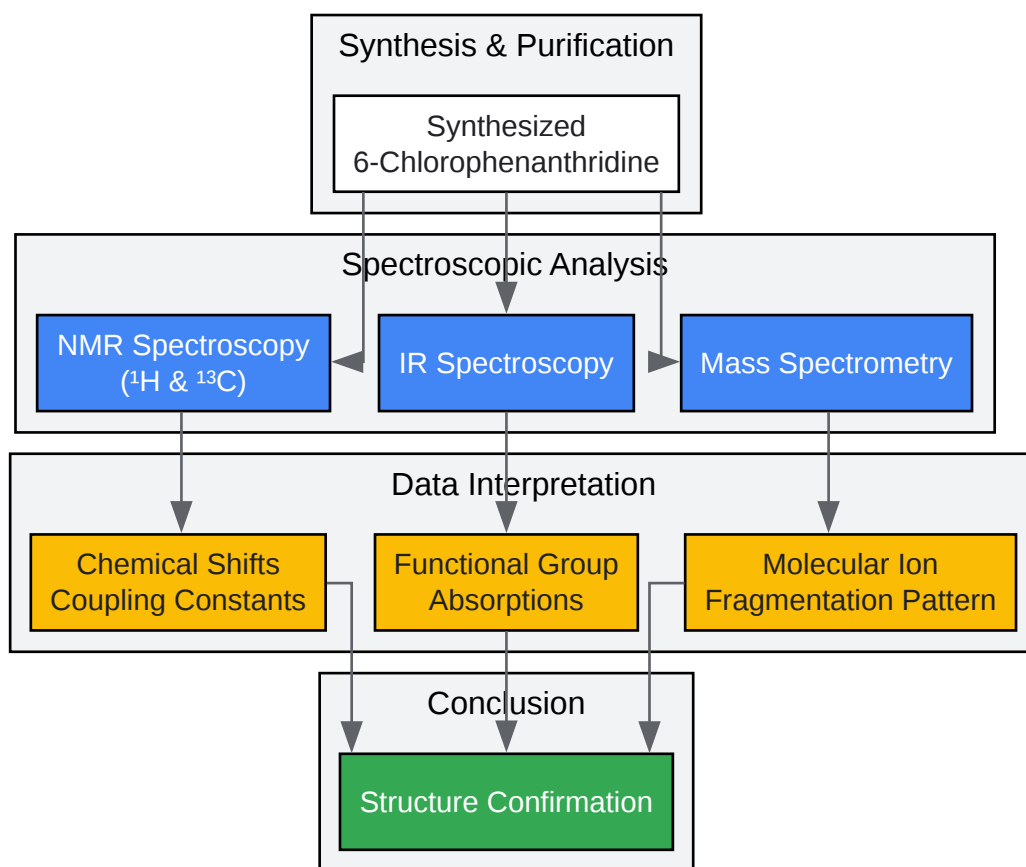 Synthesis & Purification
Synthesized
6-Chlorophenanthridine
Spectroscopic Analysis
NMR Spectroscopy
(¹H & ¹³C)
IR Spectroscopy
Mass Spectrometry
Data Interpretation
Chemical Shifts
Coupling Constants
Functional Group
Absorptions
Molecular Ion
Fragmentation Pattern
Conclusion
Structure Confirmation